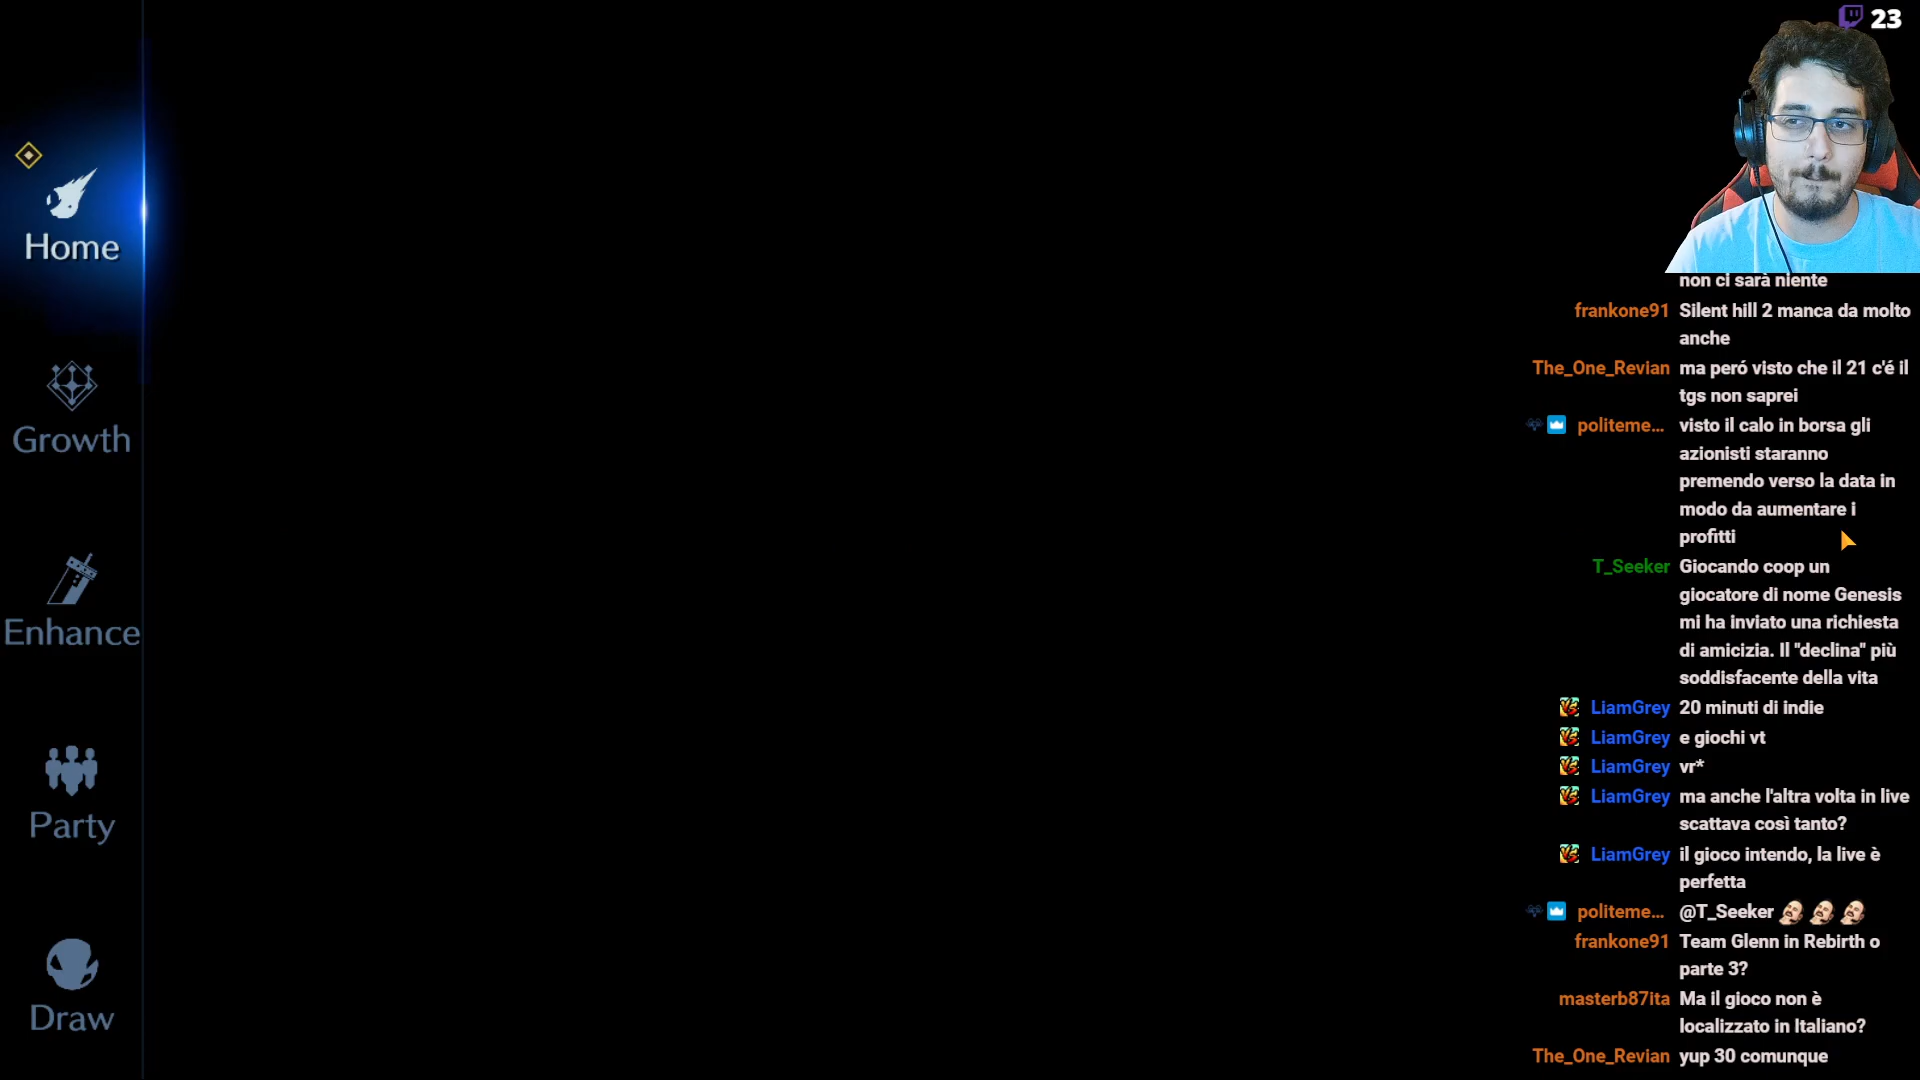 23
Home
Growth
Enhance
Party
Draw
non ci sarà niente
frankone91 Silent hill 2 manca da molto
anche
The_One_Revian ma peró visto che il 21 c'é il
tgs non saprei
politeme... visto il calo in borsa gli
azionisti staranno
premendo verso la data in
modo da aumentare i
profitti
T_Seeker Giocando coop un
giocatore di nome Genesis
mi ha inviato una richiesta
di amicizia. Il "declina" più
soddisfacente della vita
LiamGrey 20 minuti di indie
LiamGrey e giochi vt
LiamGrey vr*
LiamGrey ma anche l'altra volta in live
scattava così tanto?
LiamGrey il gioco intendo, la live è
perfetta
politeme... @T_Seeker
frankone91 Team Glenn in Rebirth o
parte 3?
masterb87ita Ma il gioco non è
localizzato in Italiano?
The_One_Revian yup 30 comunque